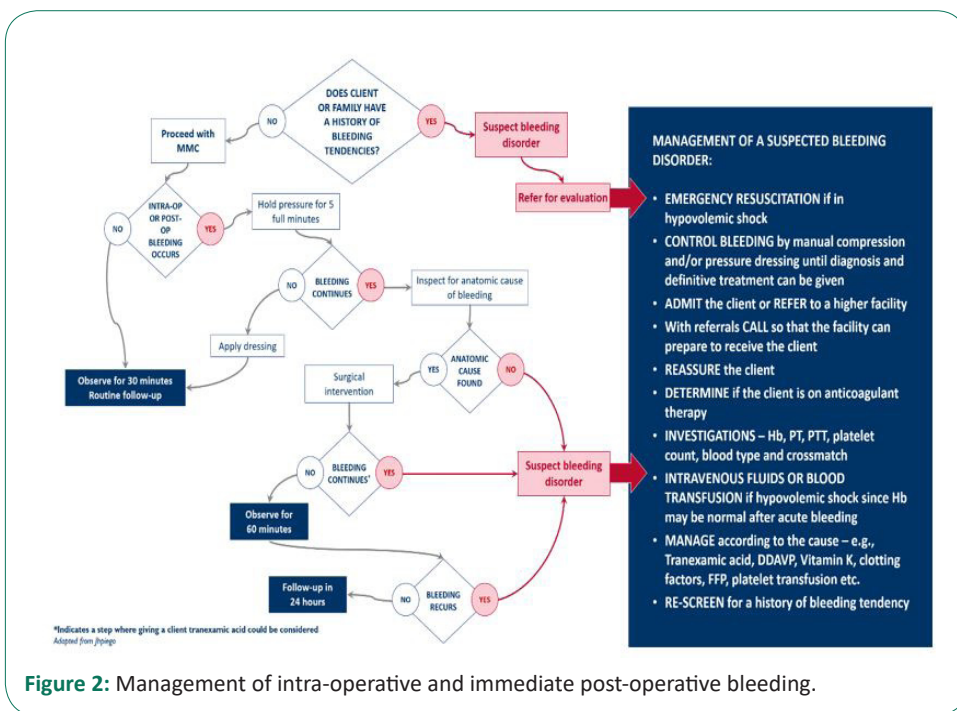 DOES CLIENT
OR FAMILY HAVE
A HISTORY OF
BLEEDING
TENDENCIES?
NO
YES
Proceed with
MMC
Suspect bleeding
disorder
Refer for evaluation
INTRA-OP
OR POST-
OP
BLEEDING
OCCURS
NO
YES
Hold pressure for 5
full minutes
BLEEDING
CONTINUES
NO
YES
Inspect for anatomic cause
of bleeding
Apply dressing
Observe for 30 minutes
Routine follow-up
ANATOMIC
CAUSE
FOUND
YES
NO
Surgical
intervention
BLEEDING
CONTINUES*
NO
YES
Suspect bleeding
disorder
Observe for
60 minutes
BLEEDING
RECURS
NO
YES
Follow-up in
24 hours
*Indicates a step where giving a client tranexamic acid could be considered
Adapted from Jhpiego
MANAGEMENT OF A SUSPECTED BLEEDING
DISORDER:
• EMERGENCY RESUSCITATION if in
hypovolemic shock
• CONTROL BLEEDING by manual compression
and/or pressure dressing until diagnosis and
definitive treatment can be given
• ADMIT the client or REFER to a higher facility
• With referrals CALL so that the facility can
prepare to receive the client
• REASSURE the client
• DETERMINE if the client is on anticoagulant
therapy
• INVESTIGATIONS – Hb, PT, PTT, platelet
count, blood type and crossmatch
• INTRAVENOUS FLUIDS OR BLOOD
TRANSFUSION if hypovolemic shock since Hb
may be normal after acute bleeding
• MANAGE according to the cause – e.g.,
Tranexamic acid, DDAVP, Vitamin K, clotting
factors, FFP, platelet transfusion etc.
• RE-SCREEN for a history of bleeding tendency
Figure 2: Management of intra-operative and immediate post-operative bleeding.